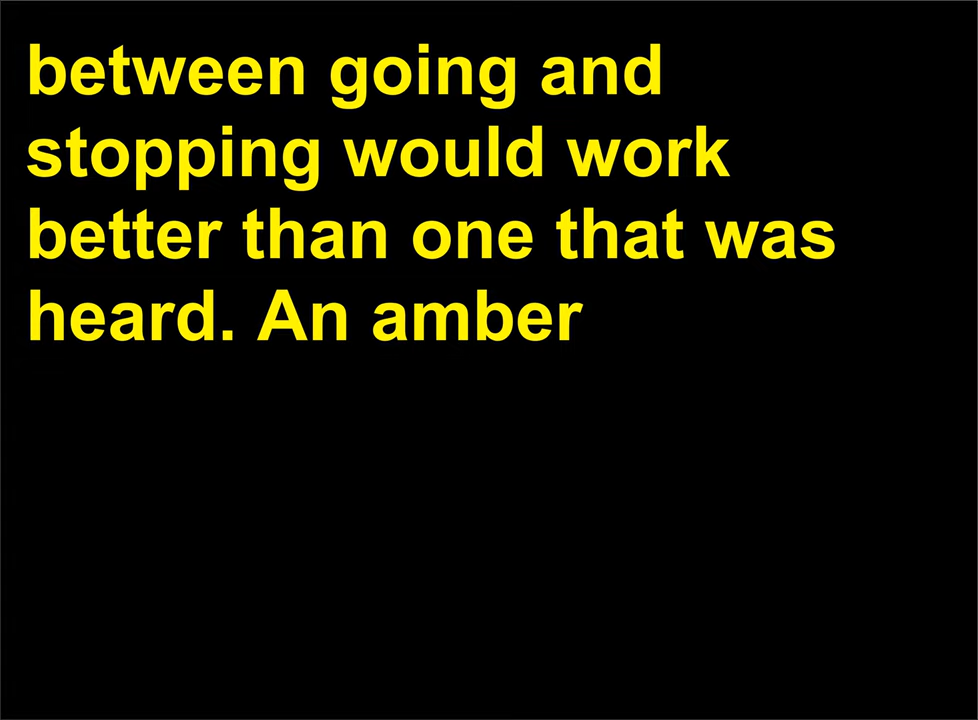 between going and
stopping would work
better than one that was
heard. An amber